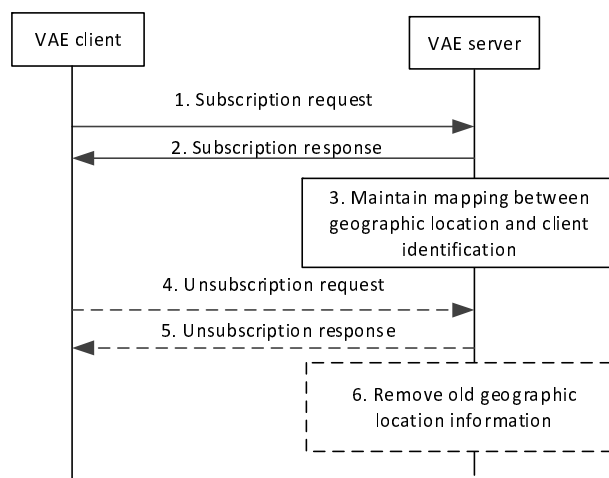 VAE client
VAE server
1. Subscription request
2. Subscription response
3. Maintain mapping between
geographic location and client
identification
4. Unsubscription request
5. Unsubscription response
6. Remove old geographic
location information